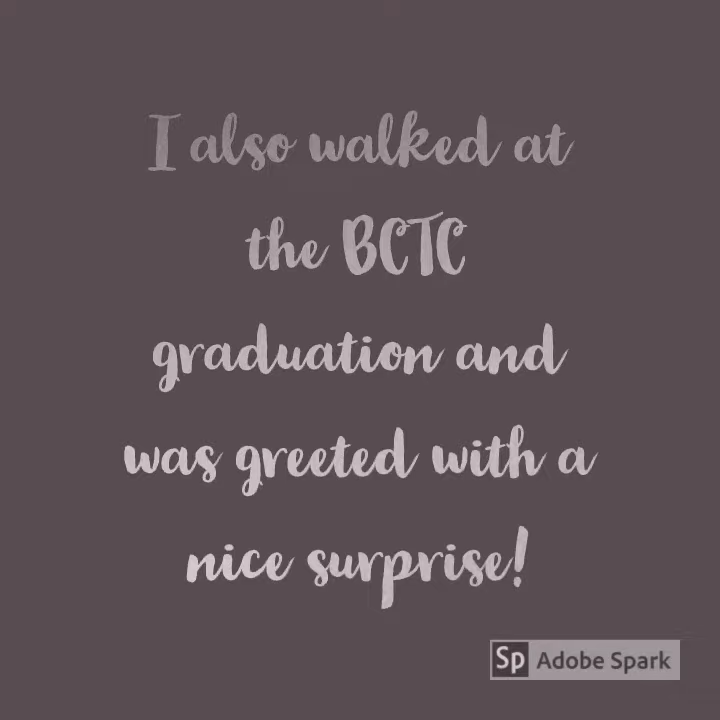 I also walked at
the BCTC
graduation and
was greeted with a
nice surprise!
Sp Adobe Spark